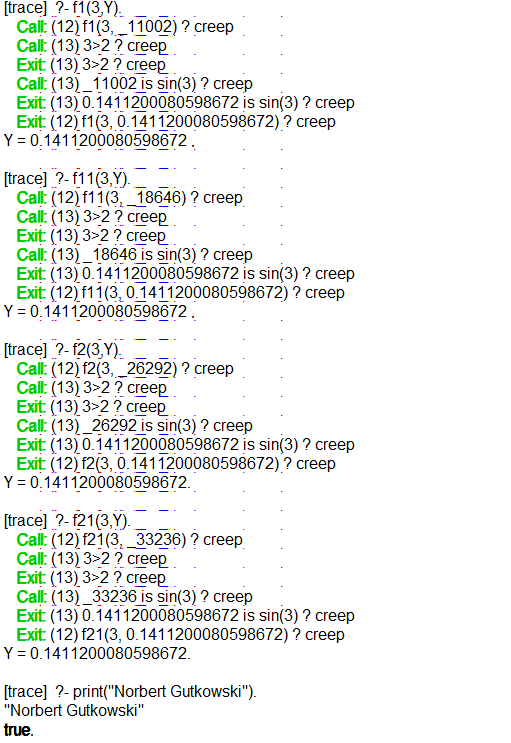 [trace]  ?- f1(3,Y).
Call: (12) f1(3, _11002) ? creep
Call: (13) 3>2 ? creep
Exit: (13) 3>2 ? creep
Call: (13) _11002 is sin(3) ? creep
Exit: (13) 0.1411200080598672 is sin(3) ? creep
Exit: (12) f1(3, 0.1411200080598672) ? creep
Y = 0.1411200080598672 .
[trace]  ?- f11(3,Y).
Call: (12) f11(3, _18646) ? creep
Call: (13) 3>2 ? creep
Exit: (13) 3>2 ? creep
Call: (13) _18646 is sin(3) ? creep
Exit: (13) 0.1411200080598672 is sin(3) ? creep
Exit: (12) f11(3, 0.1411200080598672) ? creep
Y = 0.1411200080598672 .
[trace]  ?- f2(3,Y).
Call: (12) f2(3, _26292) ? creep
Call: (13) 3>2 ? creep
Exit: (13) 3>2 ? creep
Call: (13) _26292 is sin(3) ? creep
Exit: (13) 0.1411200080598672 is sin(3) ? creep
Exit: (12) f2(3, 0.1411200080598672) ? creep
Y = 0.1411200080598672.
[trace]  ?- f21(3,Y).
Call: (12) f21(3, _33236) ? creep
Call: (13) 3>2 ? creep
Exit: (13) 3>2 ? creep
Call: (13) _33236 is sin(3) ? creep
Exit: (13) 0.1411200080598672 is sin(3) ? creep
Exit: (12) f21(3, 0.1411200080598672) ? creep
Y = 0.1411200080598672.
[trace]  ?- print("Norbert Gutkowski").
"Norbert Gutkowski"
true.